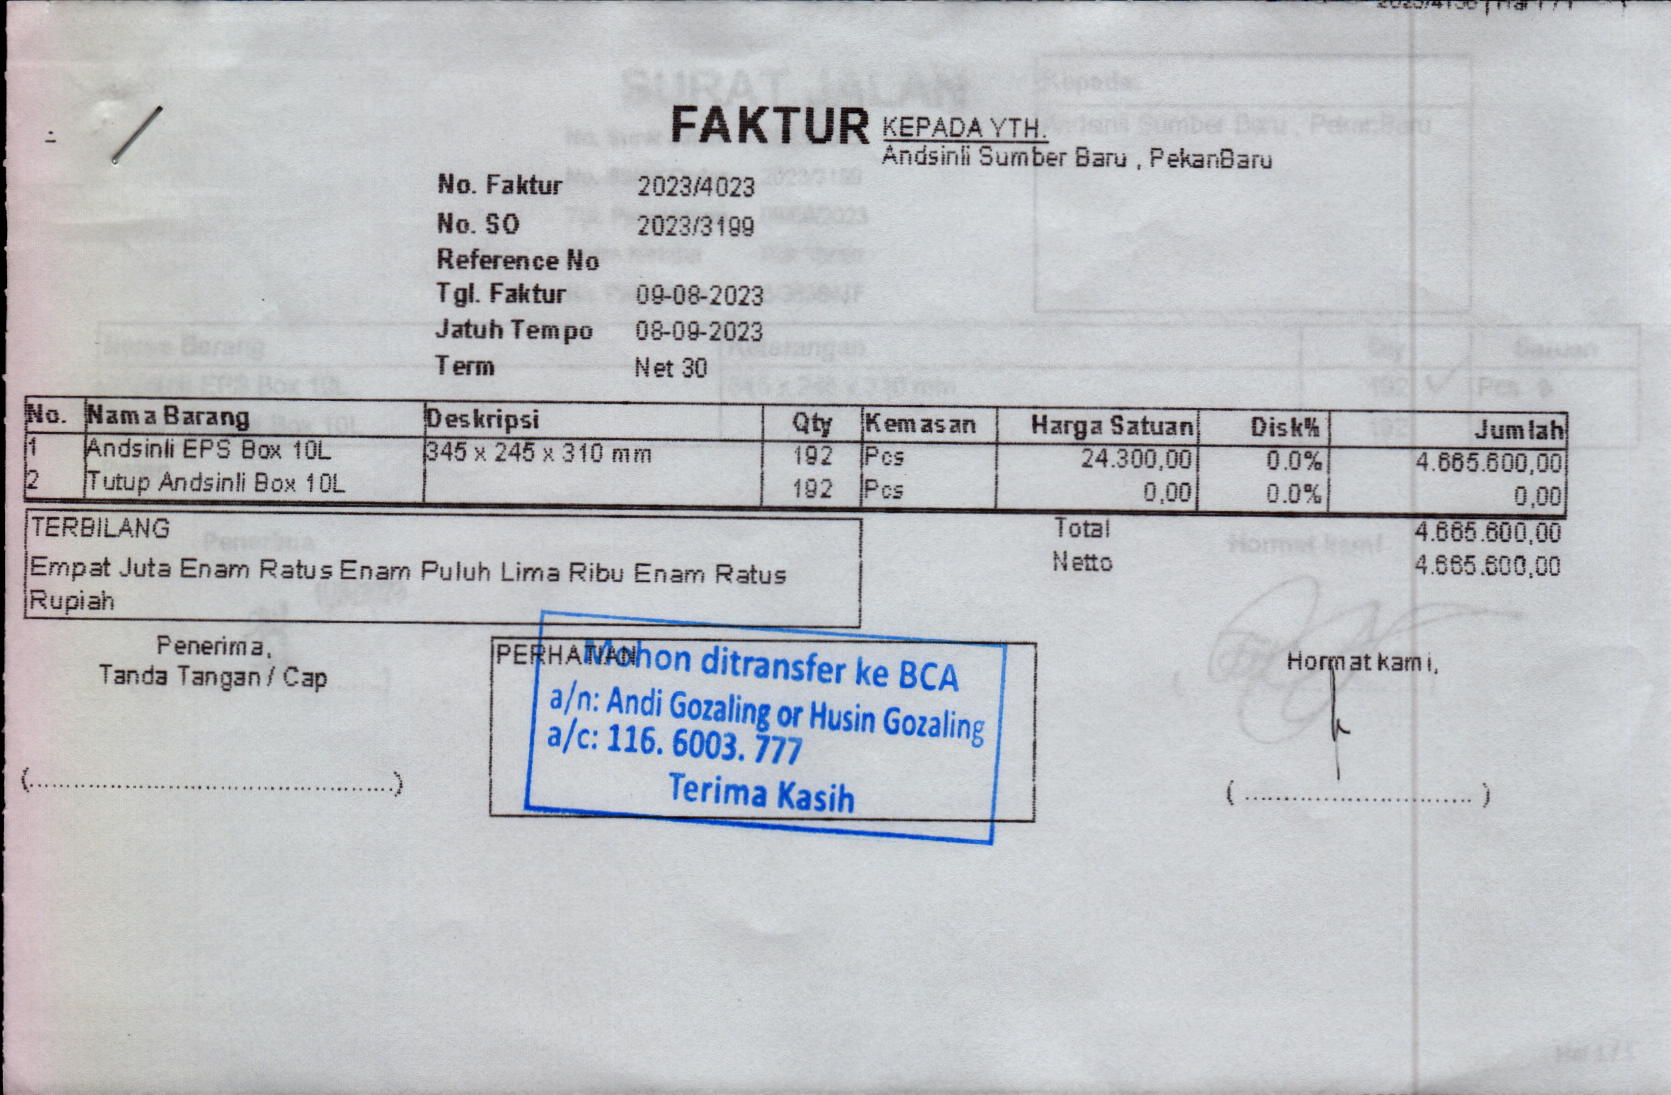 FAKTUR
KEPADA YTH.
Andsinli Sumber Baru , PekanBaru
No. Faktur 2023/4023
No. SO 2023/3199
Reference No
Tgl. Faktur 09-08-2023
Jatuh Tempo 08-09-2023
Term Net 30
No. Nama Barang Deskripsi Qty Kemasan Harga Satuan Disk% Jumlah
1 Andsinli EPS Box 10L 345 x 245 x 310 mm 192 Pcs 24.300,00 0.0% 4.665.600,00
2 Tutup Andsinli Box 10L 192 Pcs 0,00 0.0% 0,00
TERBILANG
Empat Juta Enam Ratus Enam Puluh Lima Ribu Enam Ratus
Rupiah
Total 4.665.600,00
Netto 4.665.600,00
Penerima,
Tanda Tangan / Cap
(............................................)
PERHATIAN
Mohon ditransfer ke BCA
a/n: Andi Gozaling or Husin Gozaling
a/c: 116. 6003. 777
Terima Kasih
Hormat kami,
( ............................ )